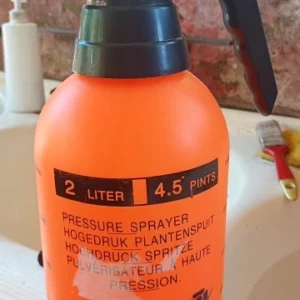 2 LITER 4.5 PINTS
PRESSURE SPRAYER
HOGEDRUK PLANTENSPUIT
HOCHDRUCK SPRITZE
PULVERISATEUR A HAUTE
PRESSION.